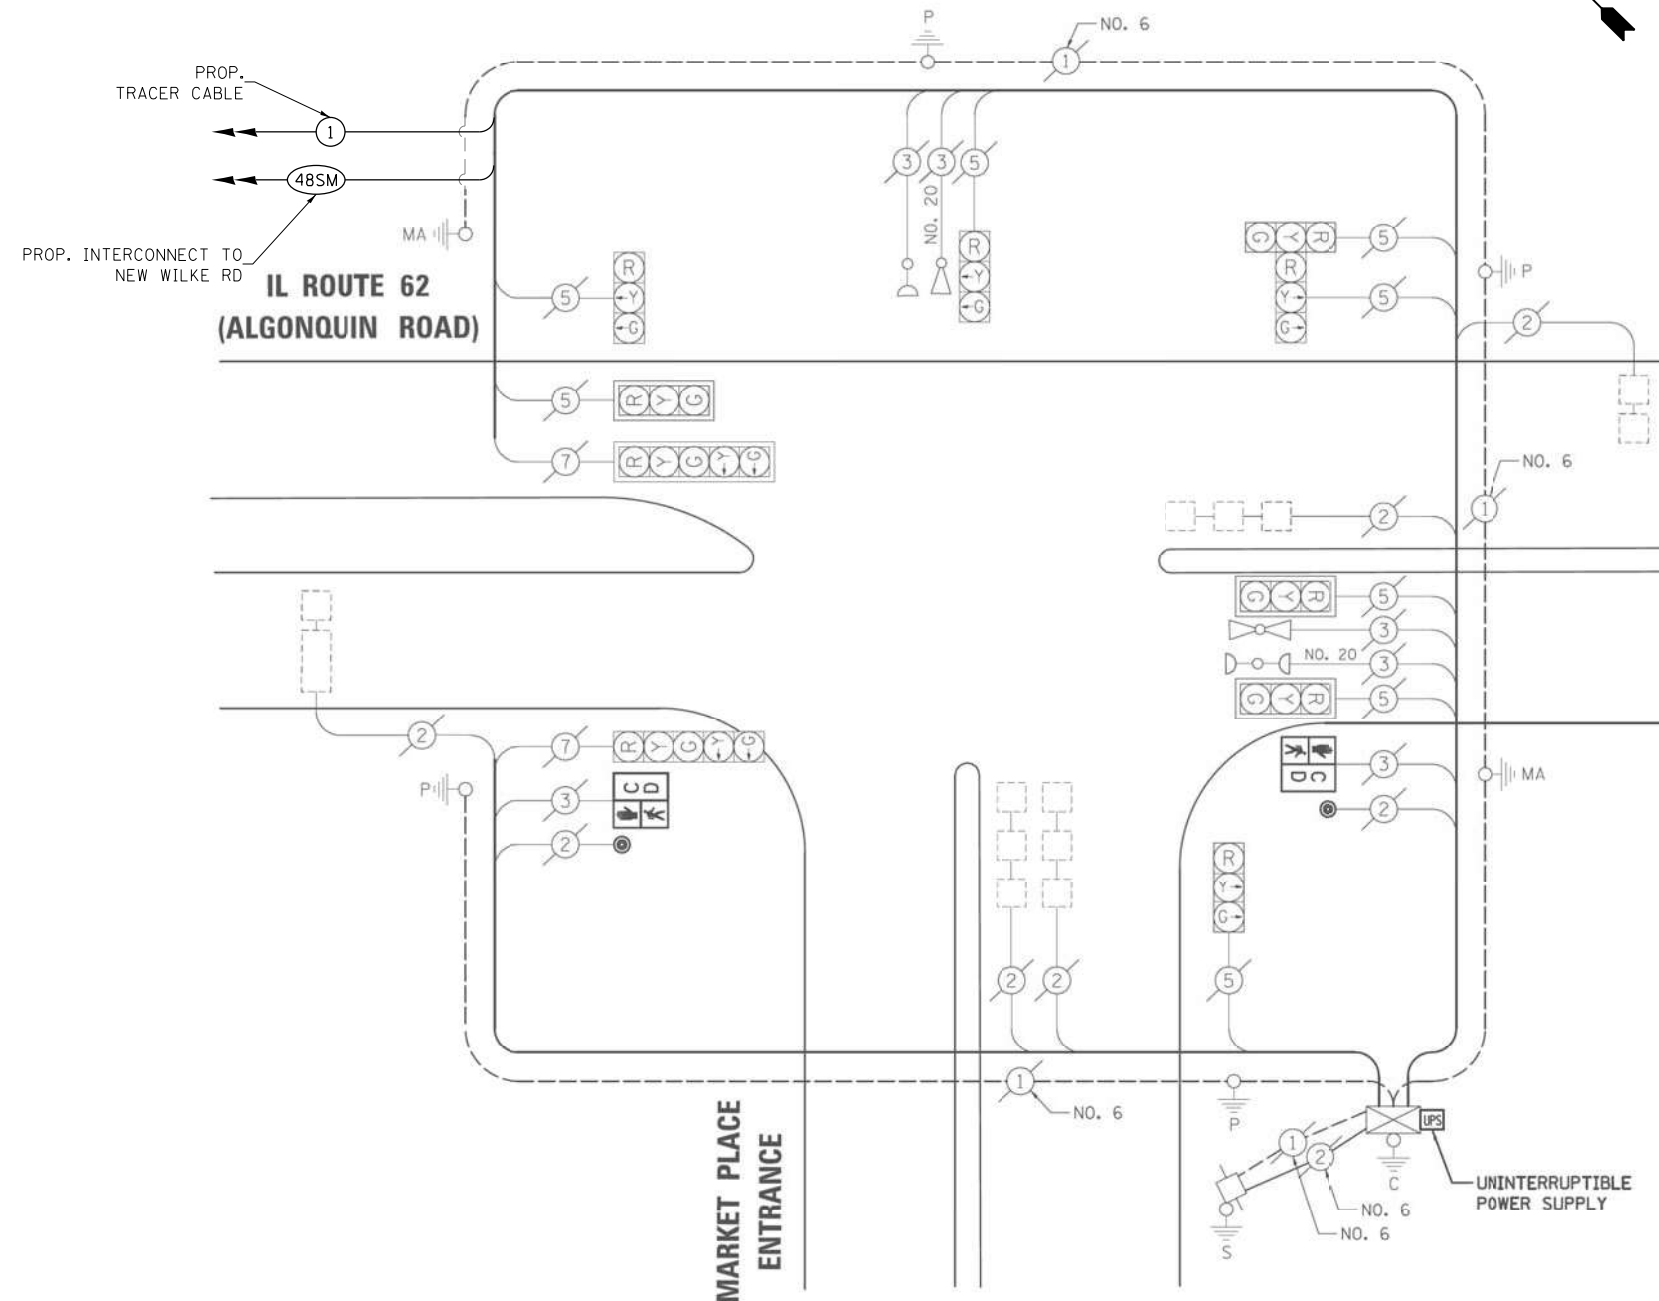 P
NO. 6
1
PROP.
TRACER CABLE
1
48SM
PROP. INTERCONNECT TO
NEW WILKE RD
MA
IL ROUTE 62
(ALGONQUIN ROAD)
3
3
5
NO. 20
R
Y
G
5
R
Y
G
R Y G
5
R
Y
G
5
P
2
5
R Y G
7
R Y G Y G
NO. 6
1
2
R Y G
5
3
NO. 20
3
R Y G
5
2
7
R Y G Y G
P
3
C D
2
C D
3
MA
2
R
Y
G
2
2
5
1
NO. 6
P
MARKET PLACE
ENTRANCE
UPS
1
2
C
UNINTERRUPTIBLE
POWER SUPPLY
NO. 6
NO. 6
S